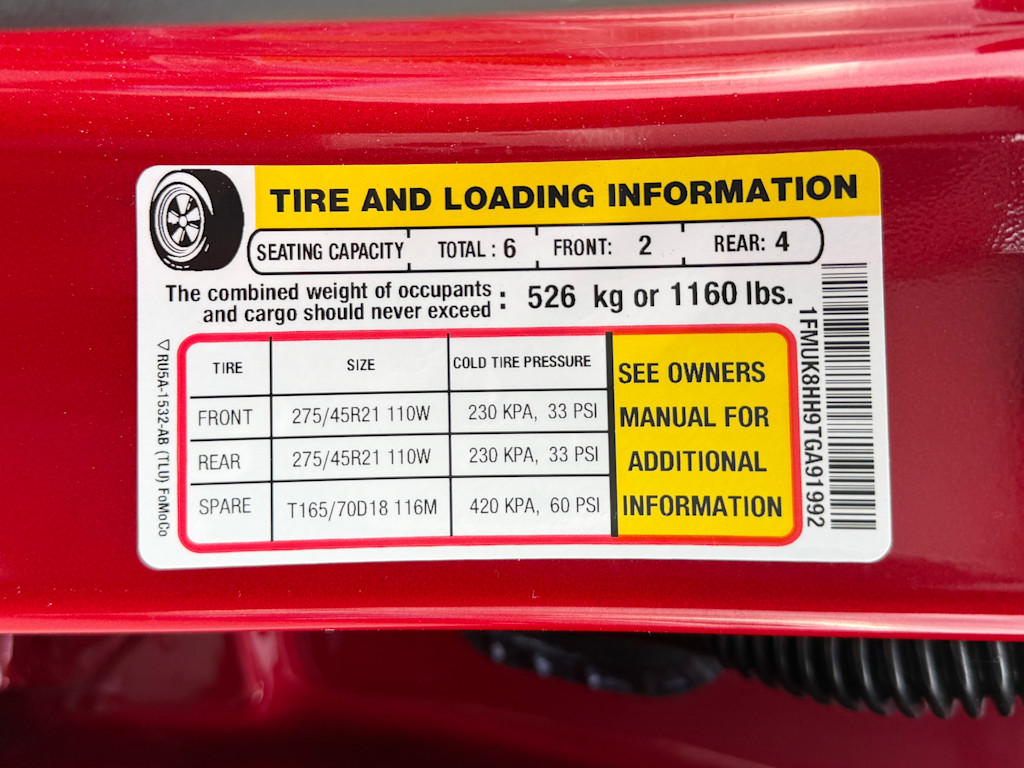 TIRE AND LOADING INFORMATION
SEATING CAPACITY TOTAL : 6 FRONT: 2 REAR: 4
The combined weight of occupants
and cargo should never exceed : 526 kg or 1160 lbs.
TIRE SIZE COLD TIRE PRESSURE
FRONT 275/45R21 110W 230 KPA, 33 PSI
REAR 275/45R21 110W 230 KPA, 33 PSI
SPARE T165/70D18 116M 420 KPA, 60 PSI
SEE OWNERS
MANUAL FOR
ADDITIONAL
INFORMATION
▽RU5A-1532-AB (TLU) FoMoCo
1FMUK8HH9TGA91992